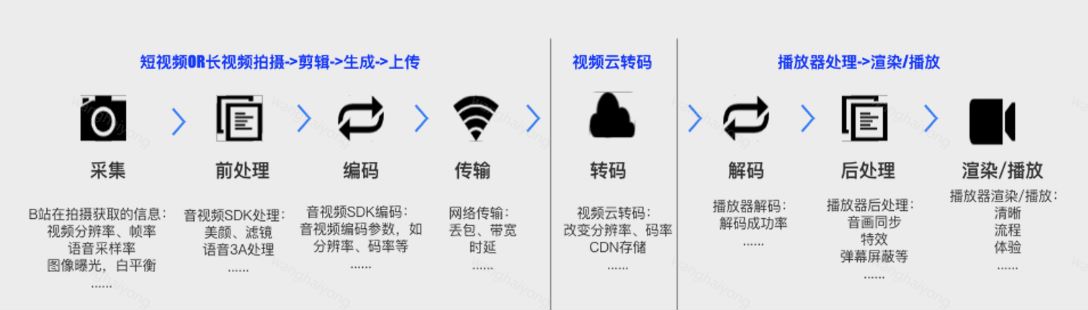 短视频OR长视频拍摄->剪辑->生成->上传
视频云转码
播放器处理->渲染/播放
采集
前处理
编码
传输
转码
解码
后处理
渲染/播放
B站在拍摄获取的信息：
视频分辨率、帧率
语音采样率
图像曝光，白平衡
......
音视频SDK处理：
美颜、滤镜
语音3A处理
......
音视频SDK编码：
音视频编码参数，如
分辨率、码率等
......
网络传输：
丢包、带宽
时延
视频云转码：
改变分辨率、码率
CDN存储
......
播放器解码：
解码成功率
......
播放器后处理：
音画同步
特效
弹幕屏蔽等
......
播放器渲染/播放：
清晰
流程
体验
......
wanghaiyong